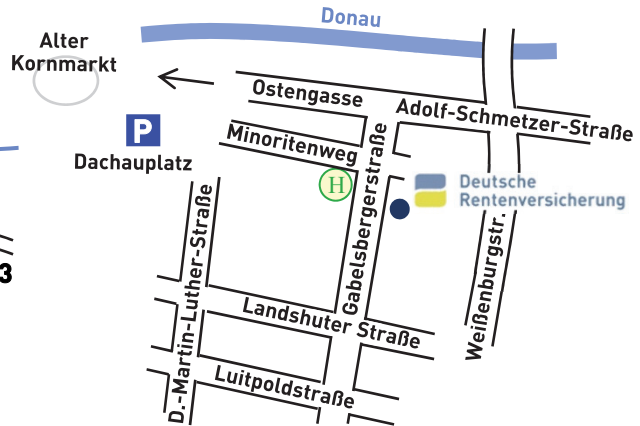 Donau
Alter
Kornmarkt
Ostengasse
Adolf-Schmetzer-Straße
P
Minoritenweg
Dachauplatz
H
Deutsche
Rentenversicherung
Gabelsbergerstraße
D.-Martin-Luther-Straße
Weißenburgstr.
3
Landshuter Straße
Luitpoldstraße